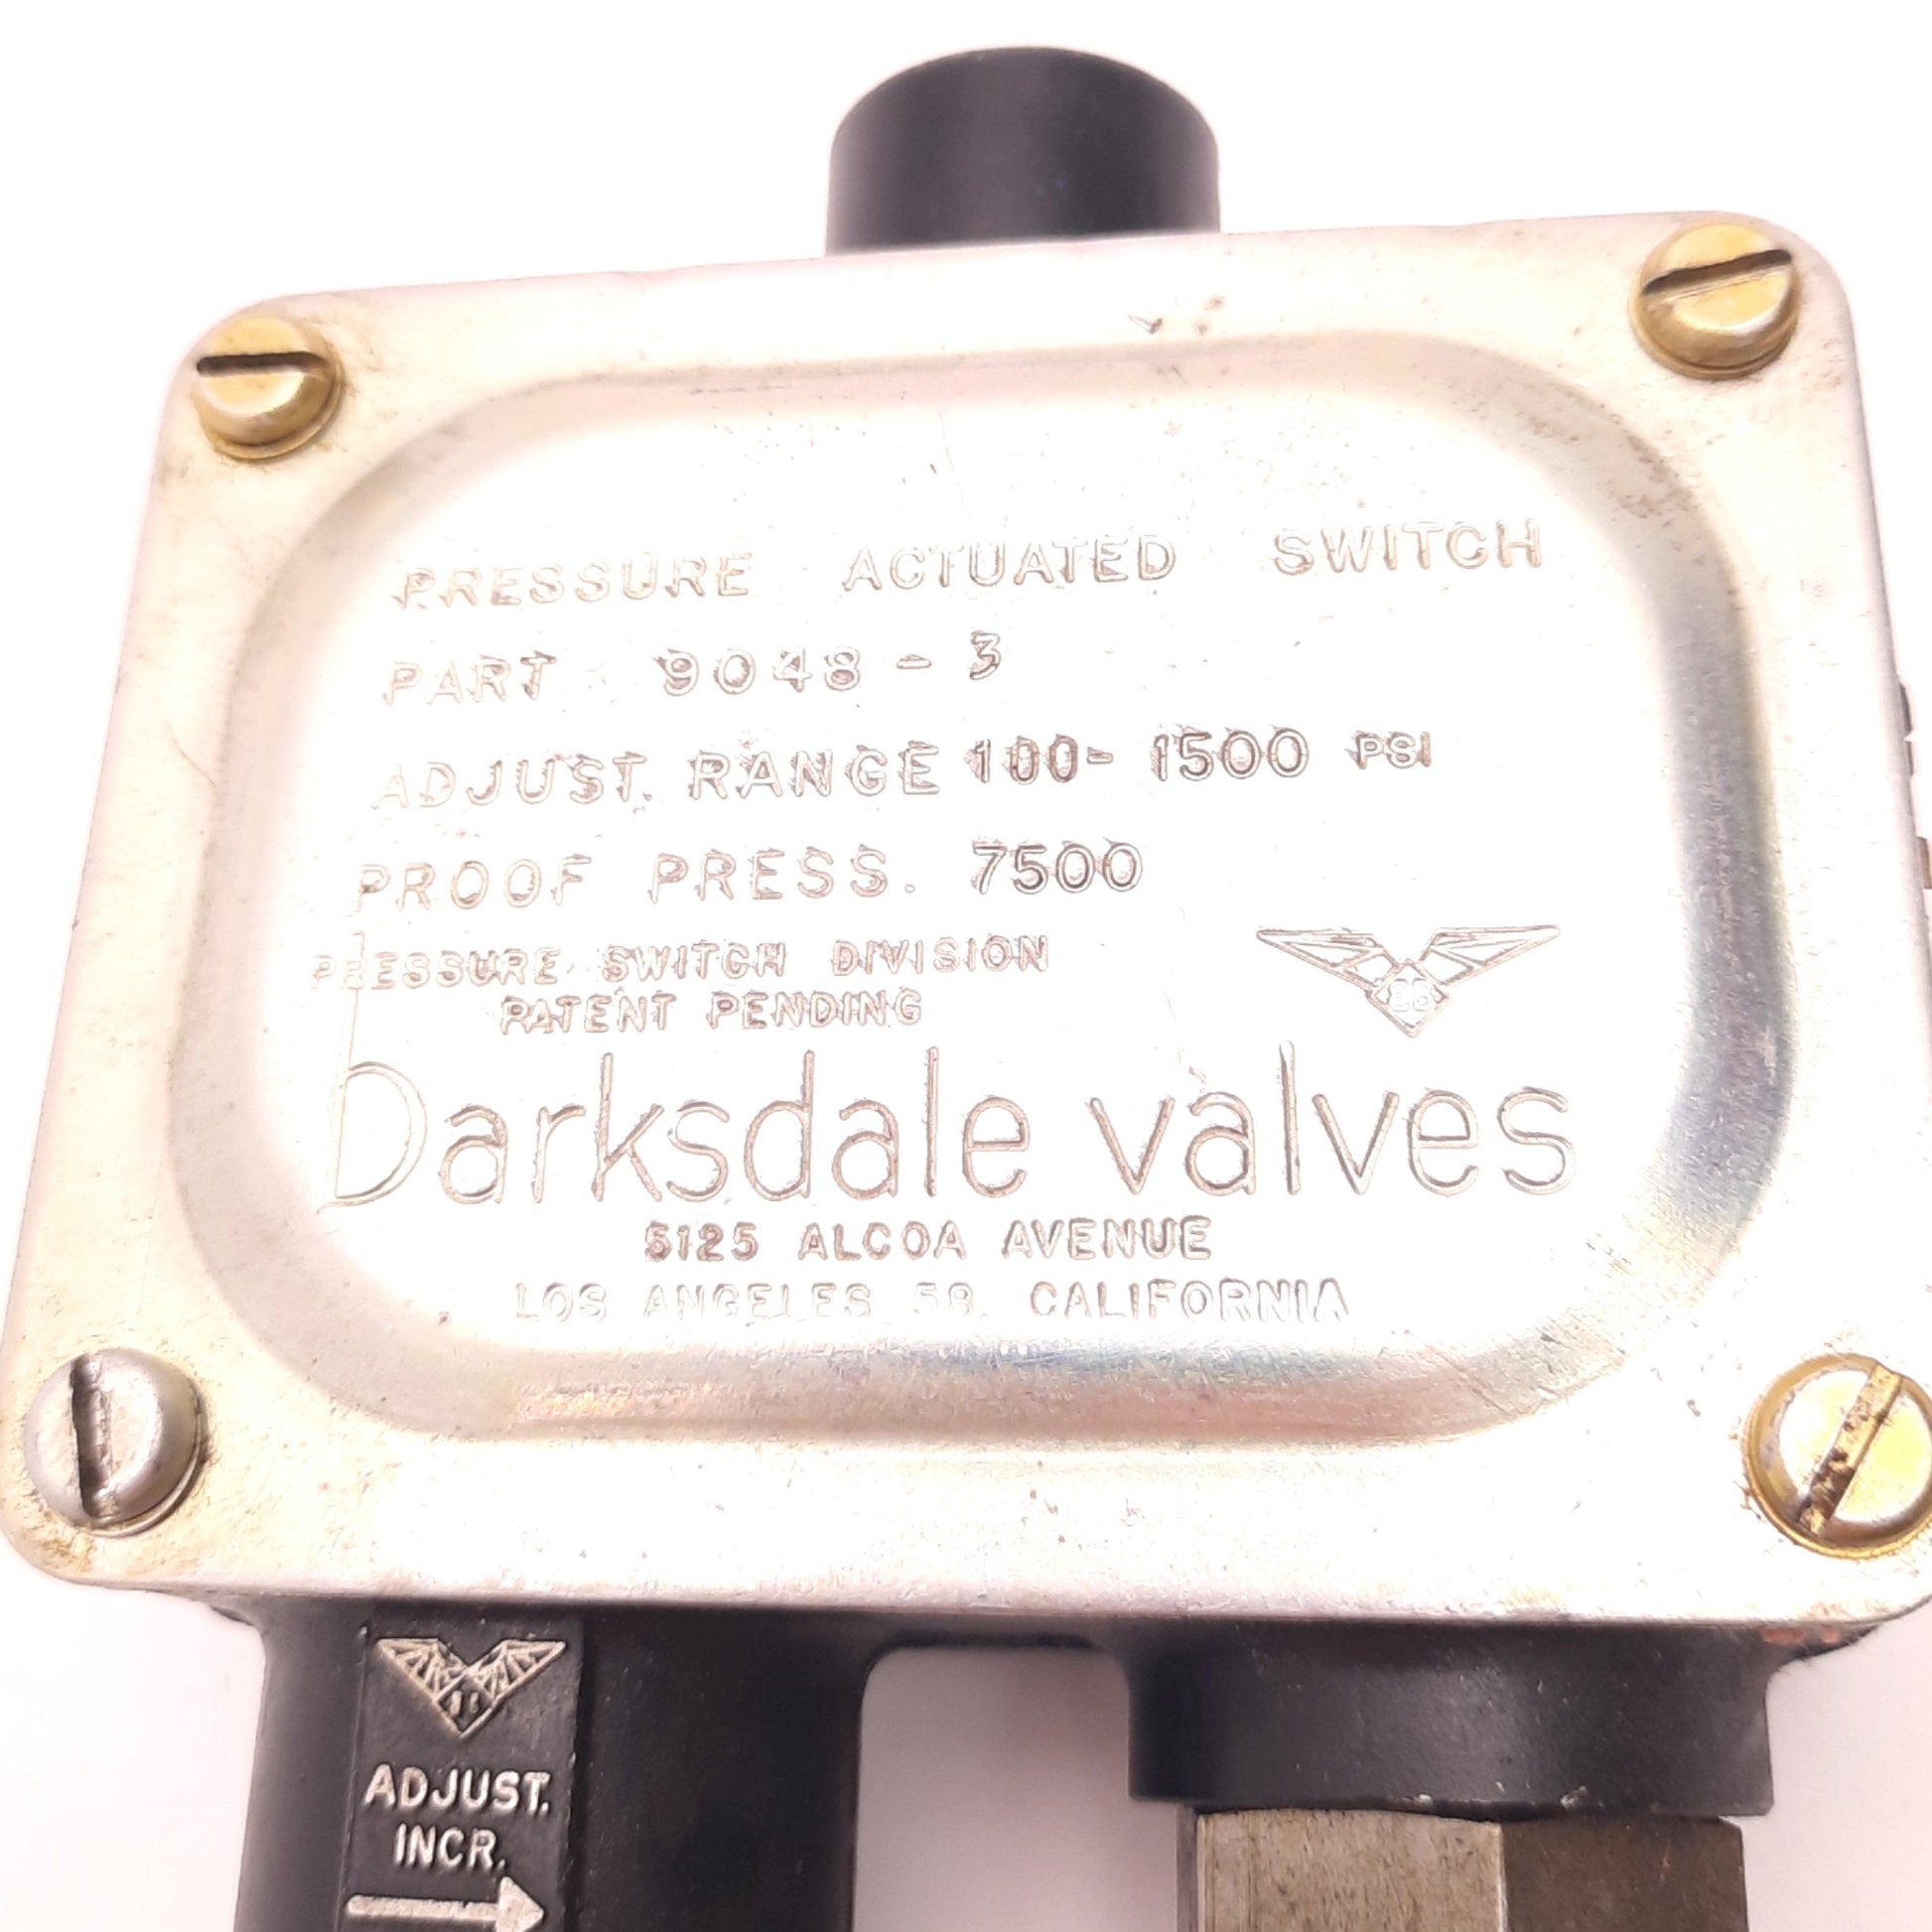 PRESSURE ACTUATED SWITCH
PART 9048-3
ADJUST. RANGE 100-1500 PSI
PROOF PRESS. 7500
PRESSURE SWITCH DIVISION
PATENT PENDING
barksdale valves
5125 ALCOA AVENUE
LOS ANGELES 58, CALIFORNIA
ADJUST.
INCR.